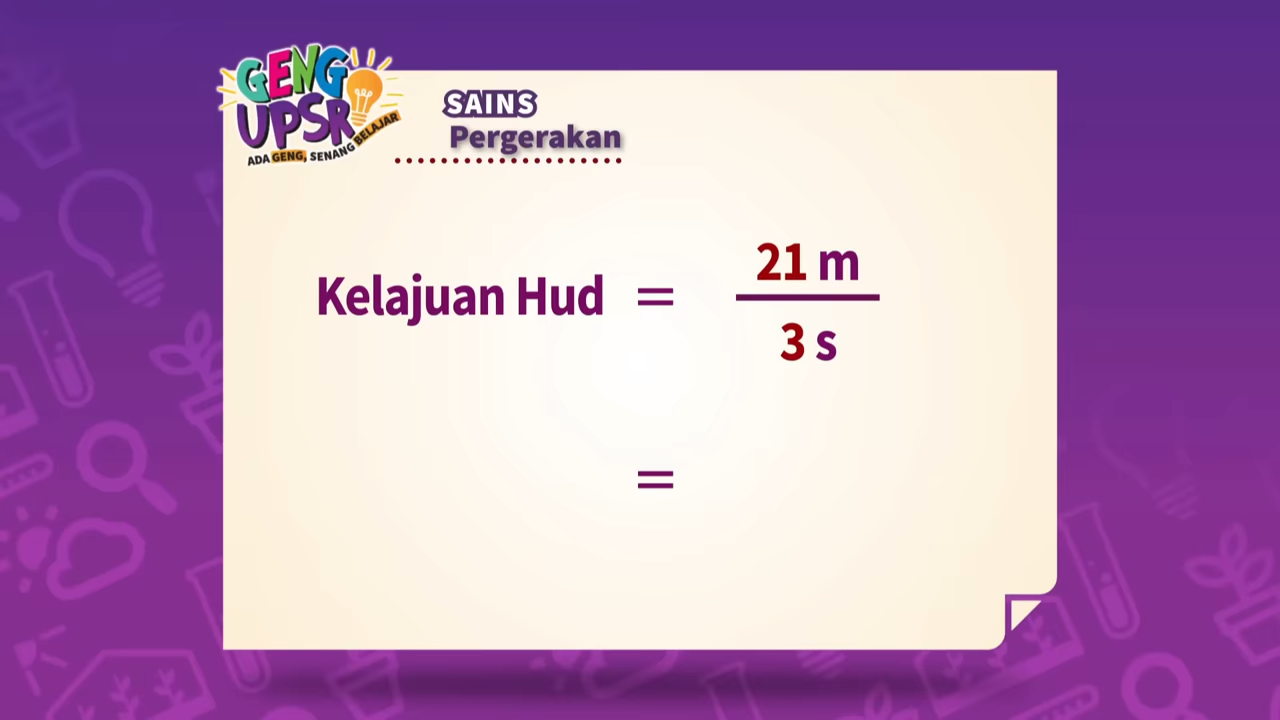 GENG
UPSR
ADA GENG, SENANG BELAJAR
SAINS
Pergerakan
Kelajuan Hud = 21 m
3 s
=